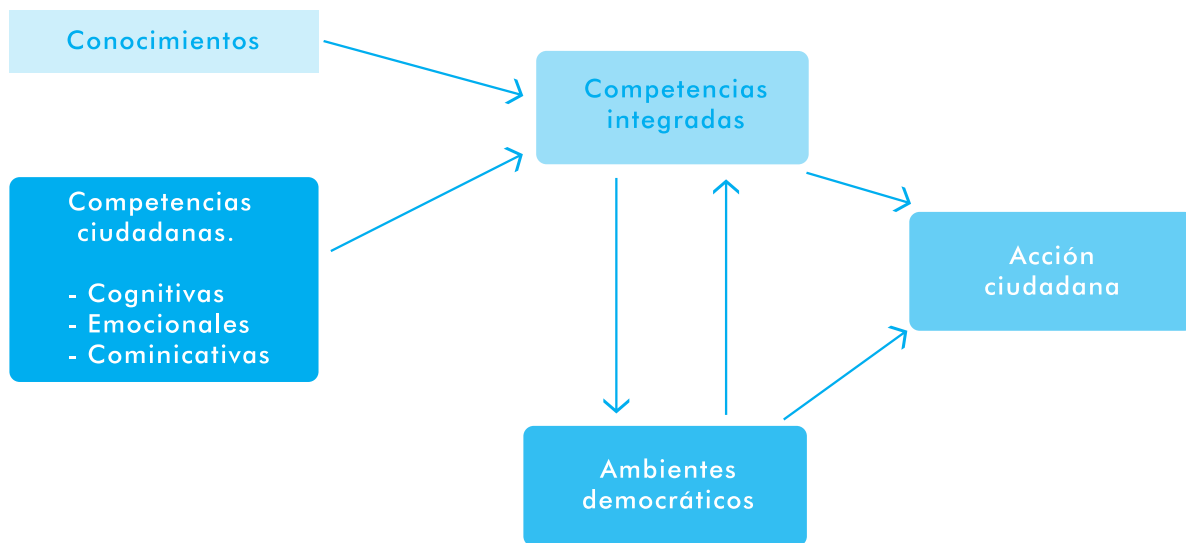 Conocimientos
Competencias
integradas
Competencias
ciudadanas.
- Cognitivas
- Emocionales
- Cominicativas
Acción
ciudadana
Ambientes
democráticos